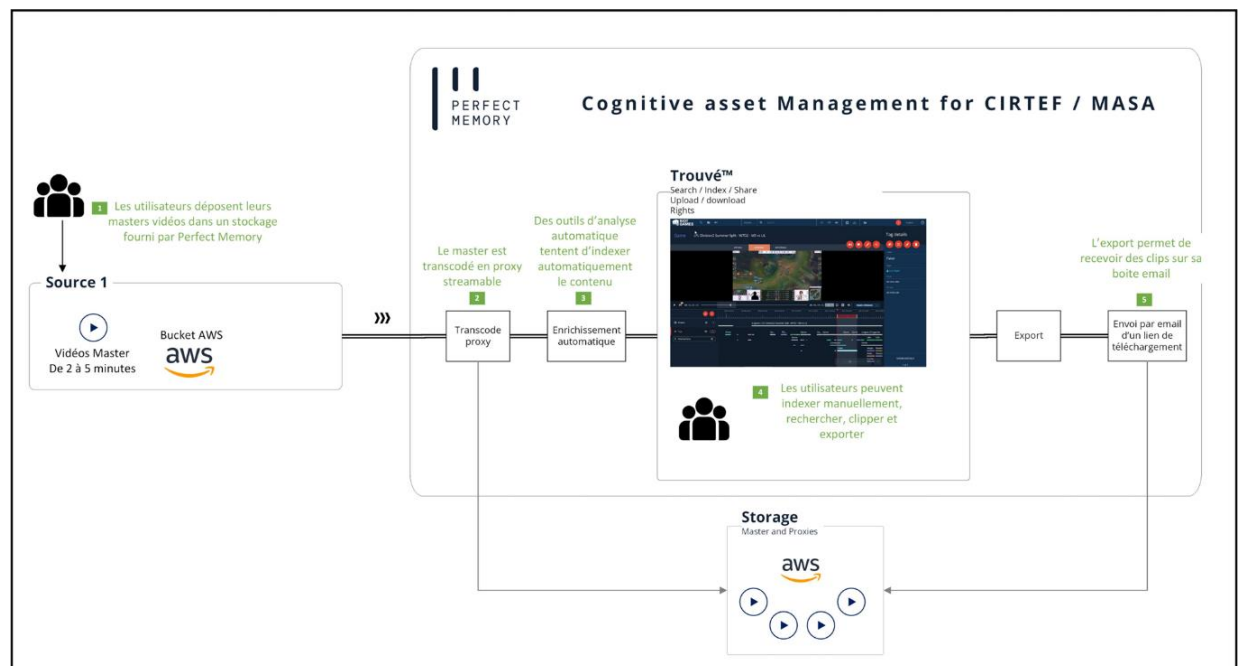 PERFECT
MEMORY
Cognitive asset Management for CIRTEF / MASA
1
Les utilisateurs déposent leurs
masters vidéos dans un stockage
fourni par Perfect Memory
Source 1
Vidéos Master
De 2 à 5 minutes
Bucket AWS
aws
Le master est
transcodé en proxy
streamable
2
Transcode
proxy
Des outils d’analyse
automatique
tentent d’indexer
automatiquement
le contenu
3
Enrichissement
automatique
Trouvé™
Search / Index / Share
Upload / download
Rights
Tag details
4
Les utilisateurs peuvent
indexer manuellement,
rechercher, clipper et
exporter
Export
L’export permet de
recevoir des clips sur sa
boite email
5
Envoi par email
d’un lien de
téléchargement
Storage
Master and Proxies
aws